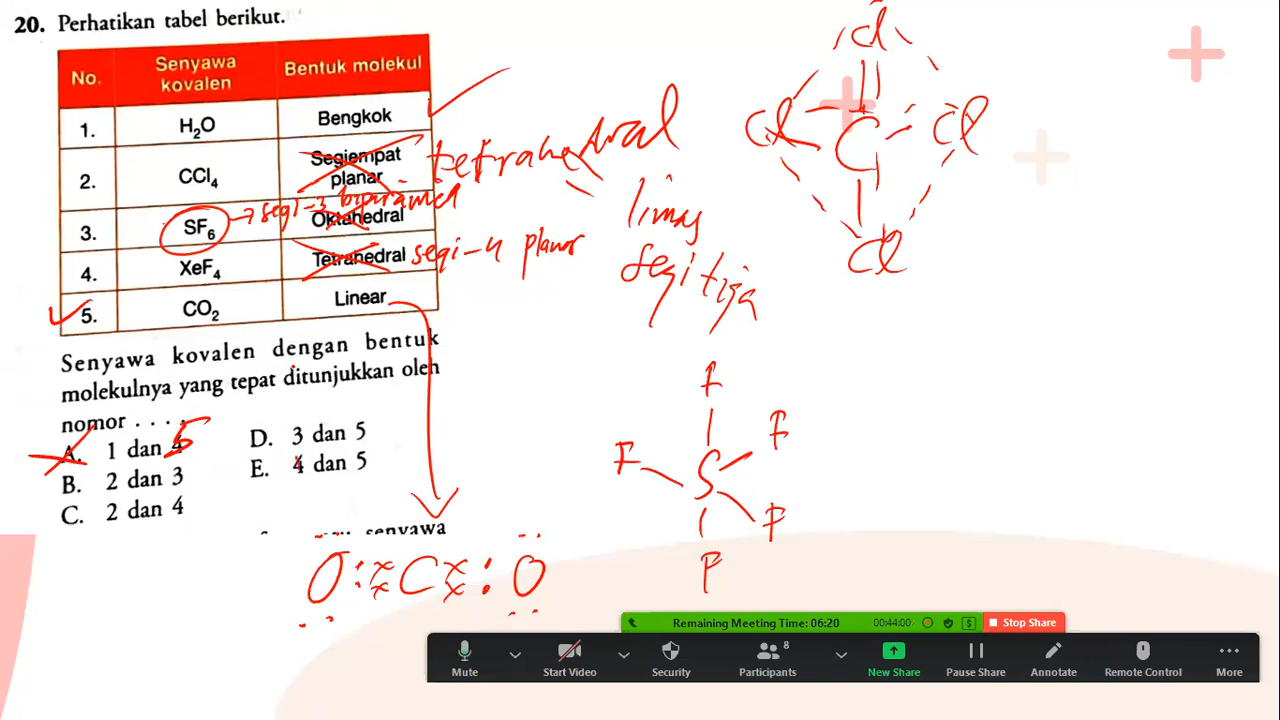 20. Perhatikan tabel berikut.
No. Senyawa kovalen Bentuk molekul
1. H₂O Bengkok
2. CCl₄ Segiempat planar tetrahedral
3. SF₆ → segi-3 bipiramid Oktahedral
4. XeF₄ Tetrahedral segi-4 planar
5. CO₂ Linear
limas
segitiga
Senyawa kovalen dengan bentuk
molekulnya yang tepat ditunjukkan oleh
nomor . . . .
A. 1 dan 5
B. 2 dan 3
C. 2 dan 4
D. 3 dan 5
E. 4 dan 5
senyawa
O C O
Cl
Cl C Cl
Cl
F
F
F S
F
F
Remaining Meeting Time: 06:20 00:44:00 $ Stop Share
Mute
Start Video
Security
8
Participants
New Share
Pause Share
Annotate
Remote Control
More